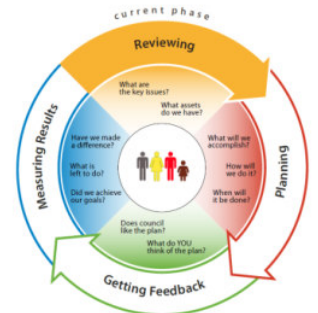 current phase
Reviewing
What are
the key issues?
What assets
do we have?
What will we
accomplish?
How will
we do it?
When will
it be done?
Planning
Does council
like the plan?
What do YOU
think of the plan?
Getting Feedback
Have we made
a difference?
What is
left to do?
Did we achieve
our goals?
Measuring Results